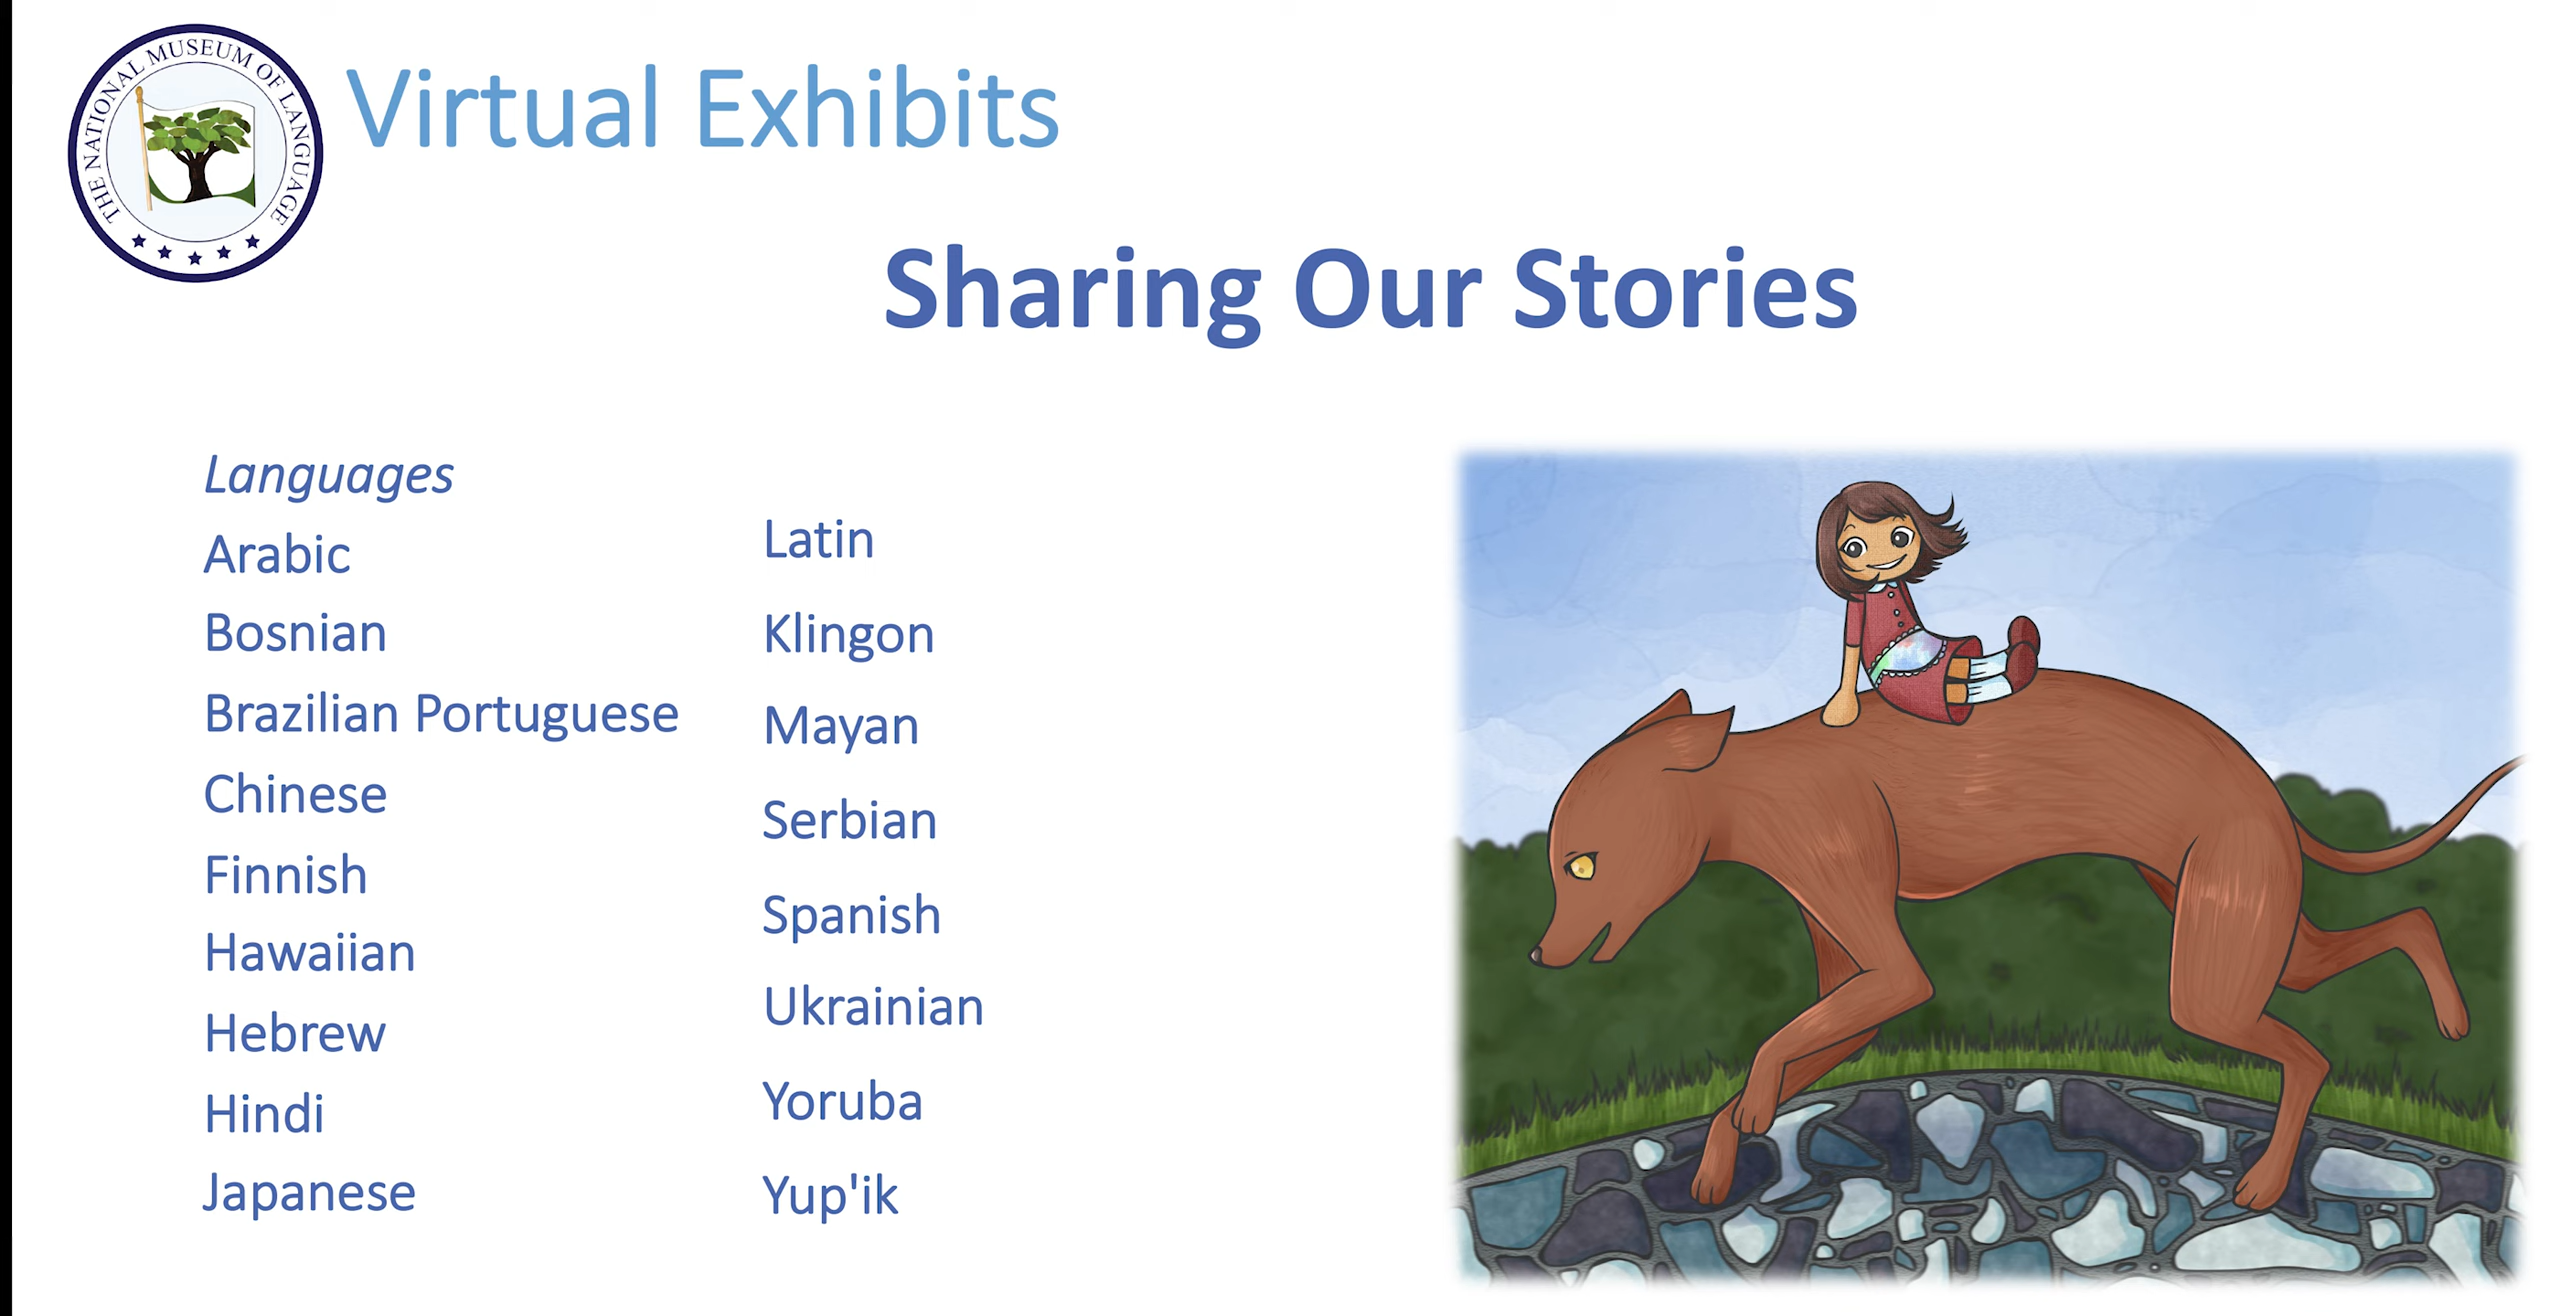 THE NATIONAL MUSEUM OF LANGUAGE
Virtual Exhibits
Sharing Our Stories
Languages
Arabic
Bosnian
Brazilian Portuguese
Chinese
Finnish
Hawaiian
Hebrew
Hindi
Japanese
Latin
Klingon
Mayan
Serbian
Spanish
Ukrainian
Yoruba
Yup'ik